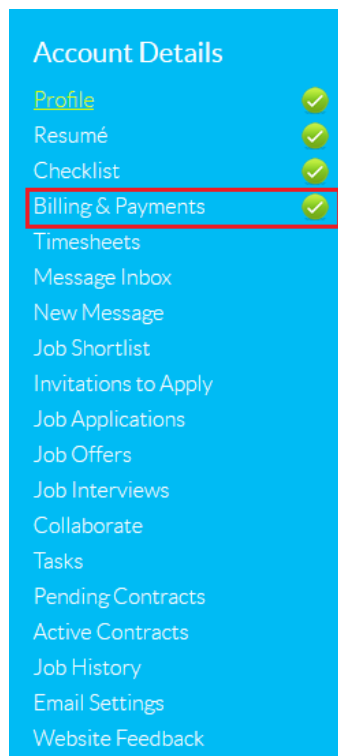 Account Details
Profile
Resumé
Checklist
Billing & Payments
Timesheets
Message Inbox
New Message
Job Shortlist
Invitations to Apply
Job Applications
Job Offers
Job Interviews
Collaborate
Tasks
Pending Contracts
Active Contracts
Job History
Email Settings
Website Feedback